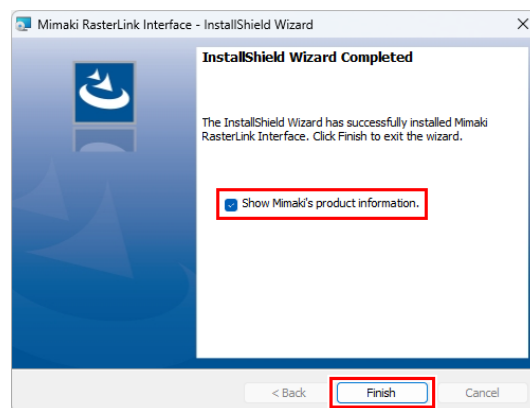 Mimaki RasterLink Interface - InstallShield Wizard
InstallShield Wizard Completed
The InstallShield Wizard has successfully installed Mimaki
RasterLink Interface. Click Finish to exit the wizard.
Show Mimaki's product information.
< Back
Finish
Cancel